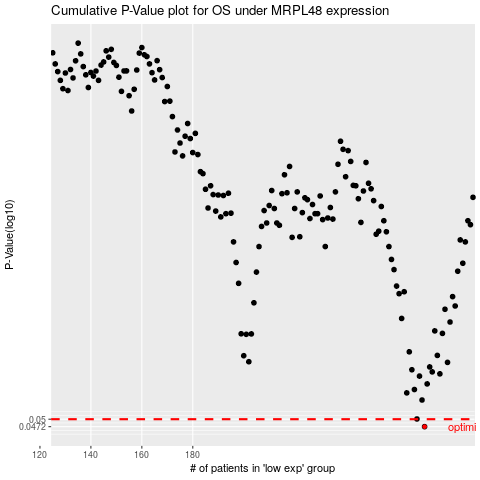 Cumulative P-Value plot for OS under MRPL48 expression
P-Value(log10)
0.05
0.0472
optimi
120 140 160 180
# of patients in 'low exp' group